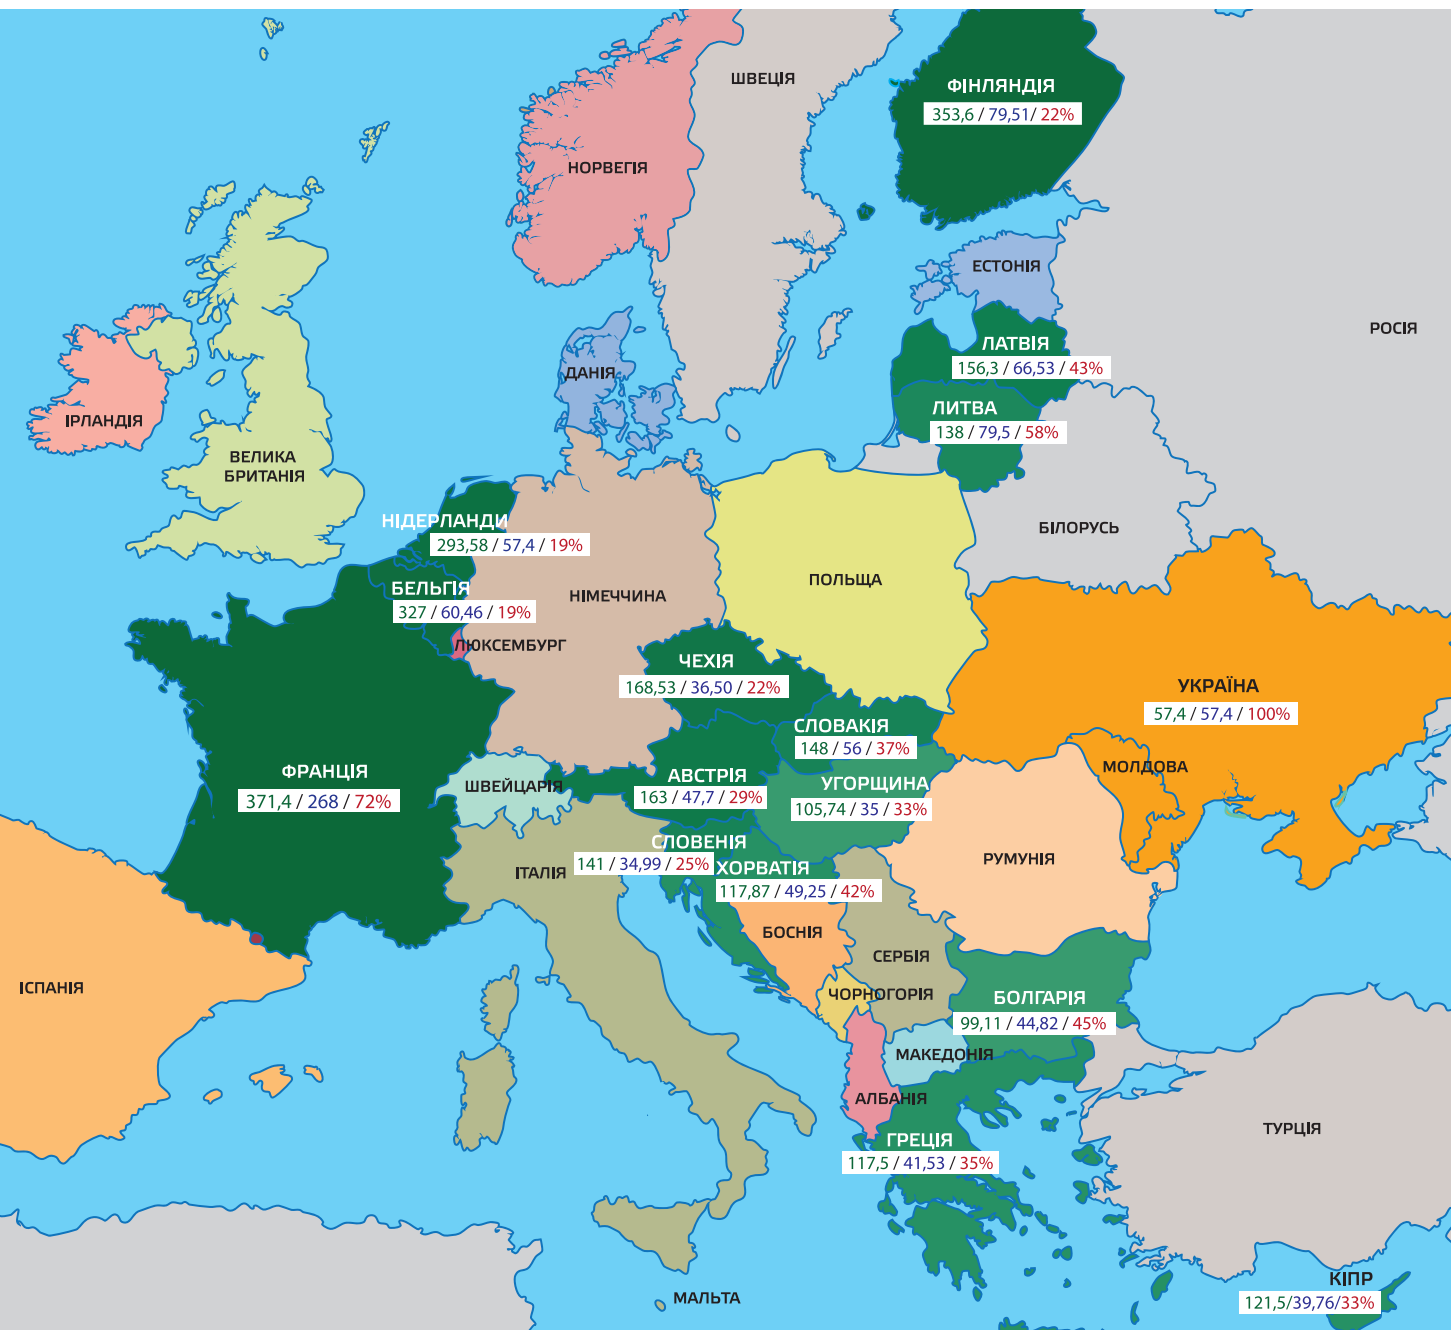 ШВЕЦІЯ
ФІНЛЯНДІЯ
353,6 / 79,51/ 22%
НОРВЕГІЯ
ЕСТОНІЯ
РОСІЯ
ЛАТВІЯ
156,3 / 66,53 / 43%
ДАНІЯ
ЛИТВА
138 / 79,5 / 58%
ІРЛАНДІЯ
ВЕЛИКА
БРИТАНІЯ
НІДЕРЛАНДИ
293,58 / 57,4 / 19%
БІЛОРУСЬ
ПОЛЬЩА
БЕЛЬГІЯ
327 / 60,46 / 19%
НІМЕЧЧИНА
ЛЮКСЕМБУРГ
ЧЕХІЯ
168,53 / 36,50 / 22%
УКРАЇНА
57,4 / 57,4 / 100%
СЛОВАКІЯ
148 / 56 / 37%
МОЛДОВА
ФРАНЦІЯ
371,4 / 268 / 72%
ШВЕЙЦАРІЯ
АВСТРІЯ
163 / 47,7 / 29%
УГОРЩИНА
105,74 / 35 / 33%
СЛОВЕНІЯ
141 / 34,99 / 25%
ІТАЛІЯ
ХОРВАТІЯ
117,87 / 49,25 / 42%
РУМУНІЯ
БОСНІЯ
СЕРБІЯ
ІСПАНІЯ
ЧОРНОГОРІЯ
БОЛГАРІЯ
99,11 / 44,82 / 45%
МАКЕДОНІЯ
АЛБАНІЯ
ГРЕЦІЯ
117,5 / 41,53 / 35%
ТУРЦІЯ
МАЛЬТА
КІПР
121,5/39,76/33%